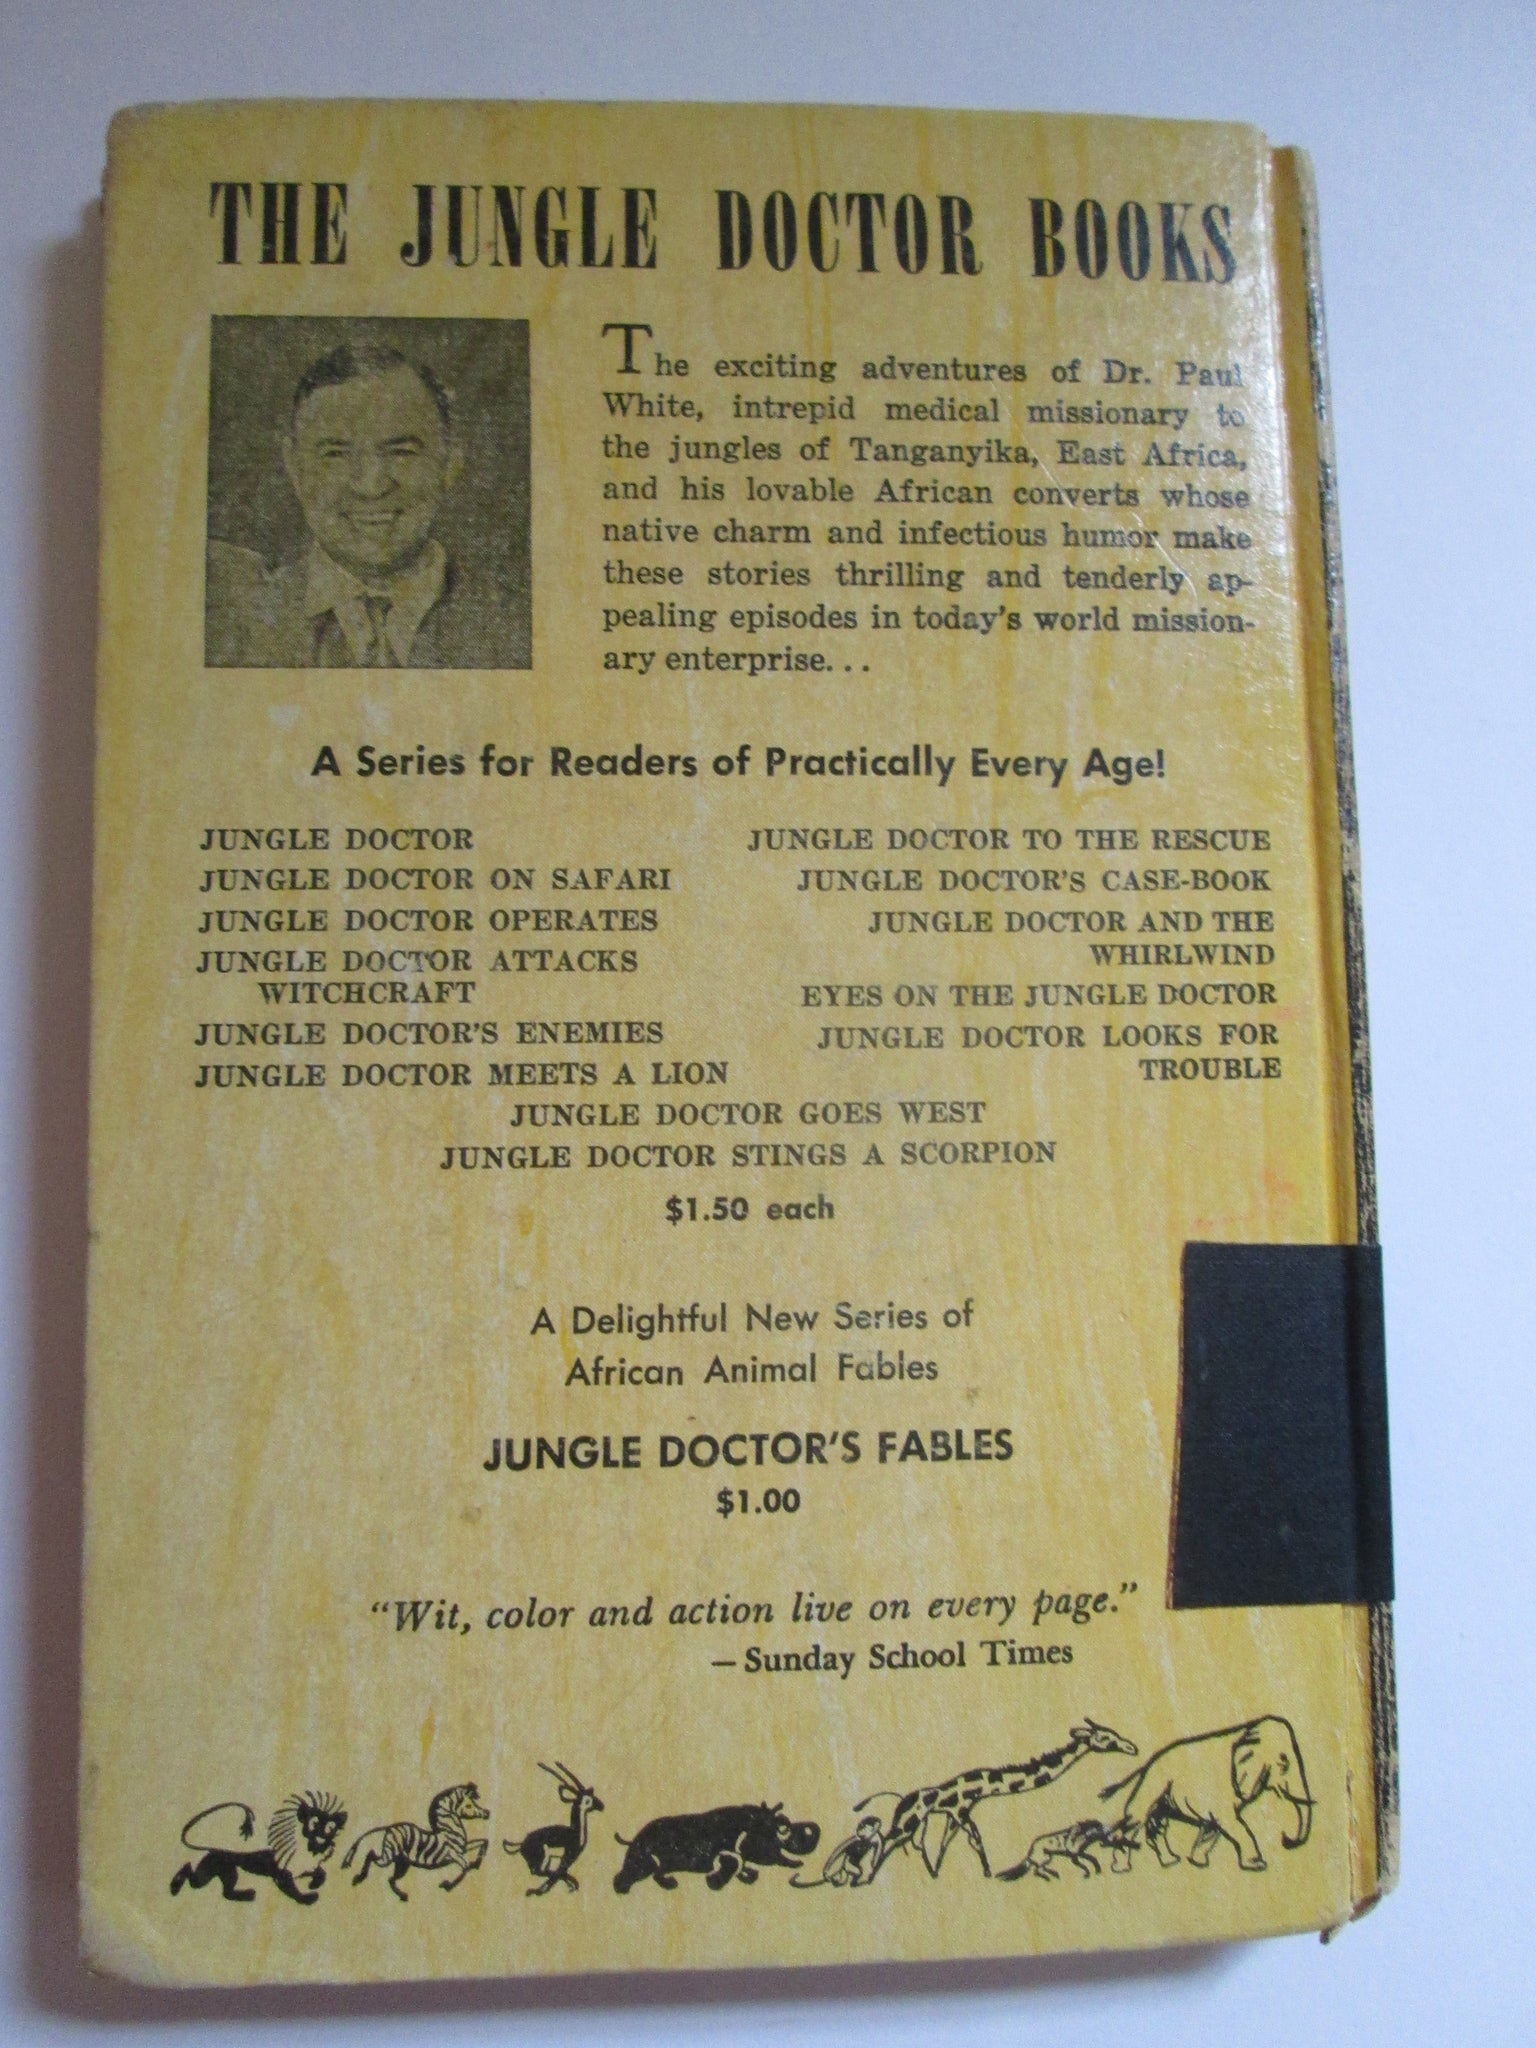 THE JUNGLE DOCTOR BOOKS
The exciting adventures of Dr. Paul
White, intrepid medical missionary to
the jungles of Tanganyika, East Africa,
and his lovable African converts whose
native charm and infectious humor make
these stories thrilling and tenderly ap-
pealing episodes in today's world mission-
ary enterprise...
A Series for Readers of Practically Every Age!
JUNGLE DOCTOR
JUNGLE DOCTOR ON SAFARI
JUNGLE DOCTOR OPERATES
JUNGLE DOCTOR ATTACKS
WITCHCRAFT
JUNGLE DOCTOR'S ENEMIES
JUNGLE DOCTOR MEETS A LION
JUNGLE DOCTOR TO THE RESCUE
JUNGLE DOCTOR'S CASE-BOOK
JUNGLE DOCTOR AND THE
WHIRLWIND
EYES ON THE JUNGLE DOCTOR
JUNGLE DOCTOR LOOKS FOR
TROUBLE
JUNGLE DOCTOR GOES WEST
JUNGLE DOCTOR STINGS A SCORPION
$1.50 each
A Delightful New Series of
African Animal Fables
JUNGLE DOCTOR'S FABLES
$1.00
"Wit, color and action live on every page."
—Sunday School Times